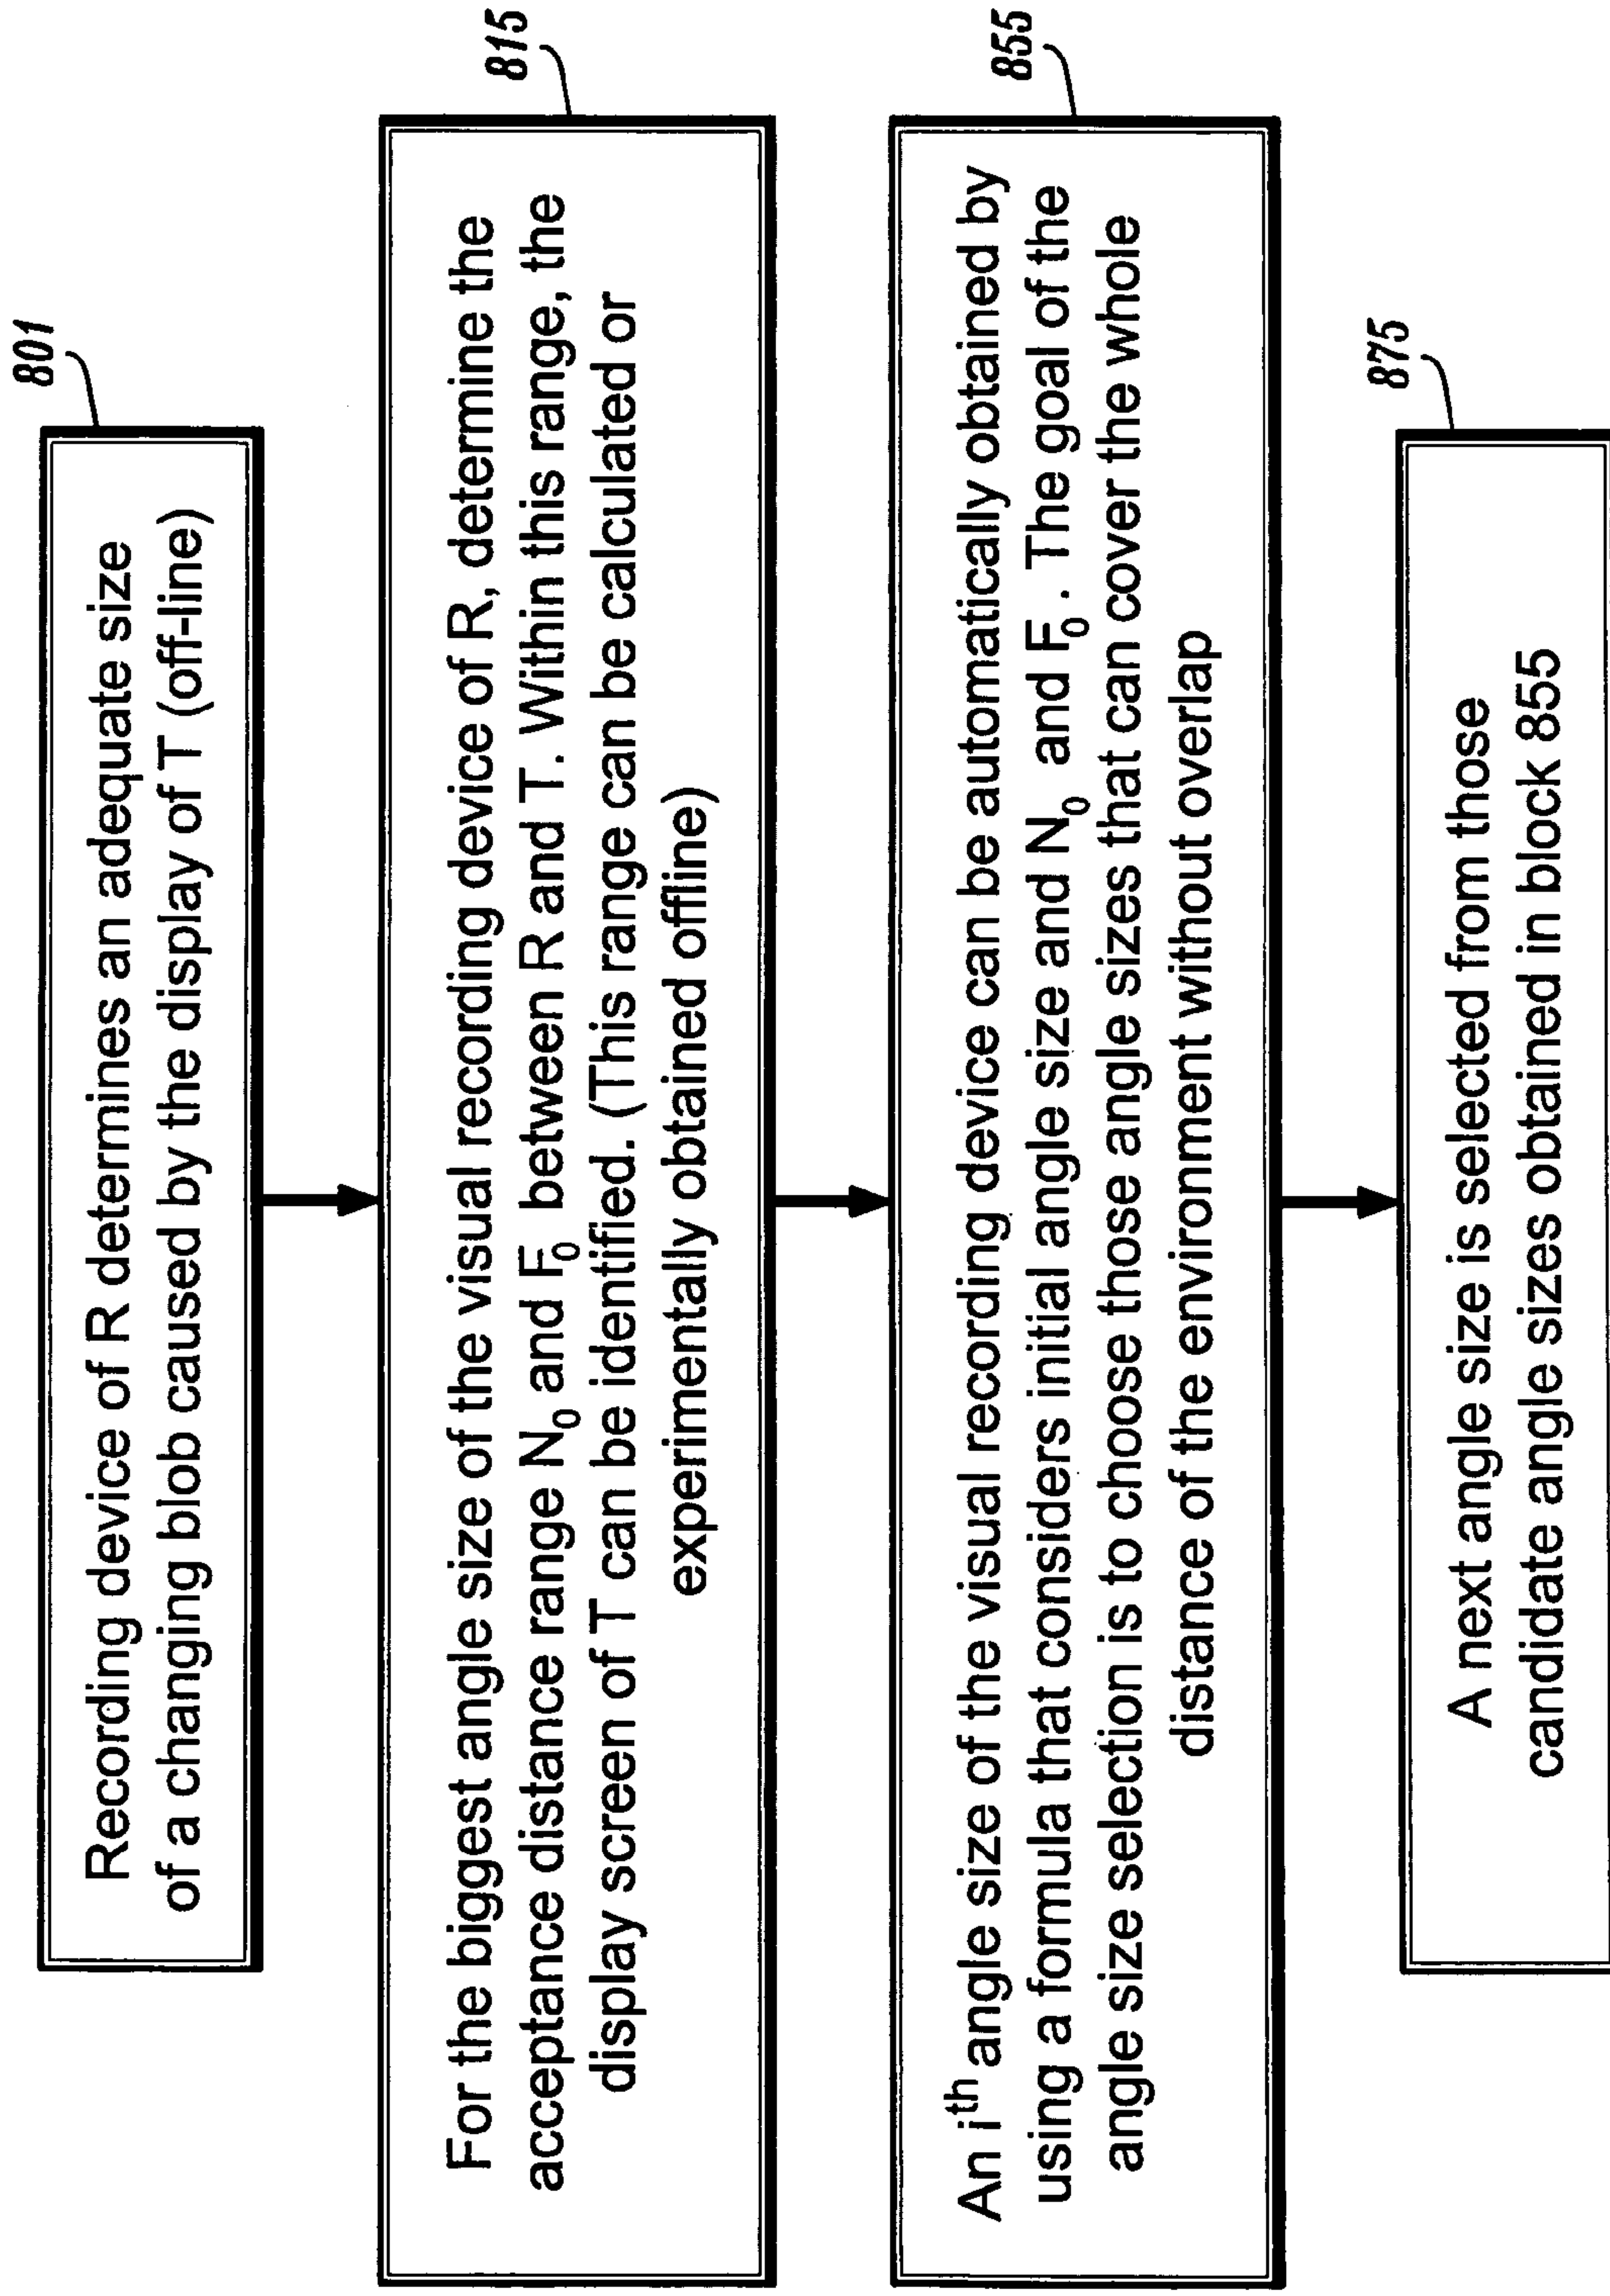 801
Recording device of R determines an adequate size
of a changing blob caused by the display of T (off-line)
815
For the biggest angle size of the visual recording device of R, determine the
acceptance distance range N₀ and F₀ between R and T. Within this range, the
display screen of T can be identified. (This range can be calculated or
experimentally obtained offline)
855
An iᵗʰ angle size of the visual recording device can be automatically obtained by
using a formula that considers initial angle size and N₀ and F₀. The goal of the
angle size selection is to choose those angle sizes that can cover the whole
distance of the environment without overlap
875
A next angle size is selected from those
candidate angle sizes obtained in block 855